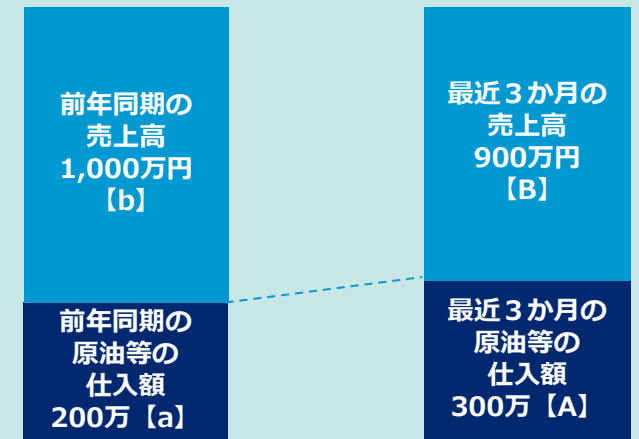 前年同期の
売上高
1,000万円
【b】
前年同期の
原油等の
仕入額
200万【a】
最近３か月の
売上高
900万円
【B】
最近３か月の
原油等の
仕入額
300万【A】